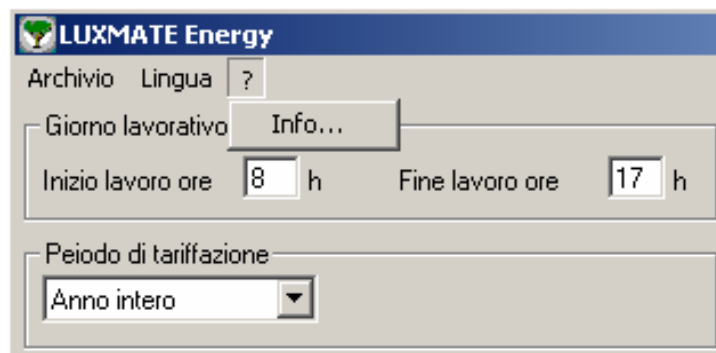 LUXMATE Energy
Archivio Lingua ?
Info...
Giorno lavorativo
Inizio lavoro ore 8 h Fine lavoro ore 17 h
Peiodo di tariffazione
Anno intero